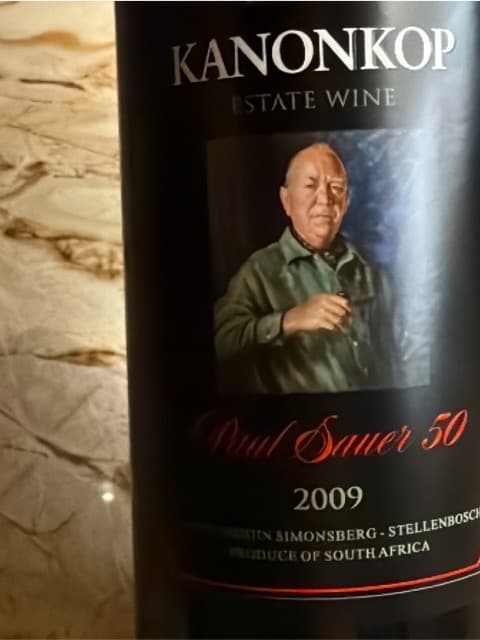 KANONKOP
ESTATE WINE
Paul Sauer 50
2009
SIMONSBERG - STELLENBOSCH
PRODUCE OF SOUTH AFRICA